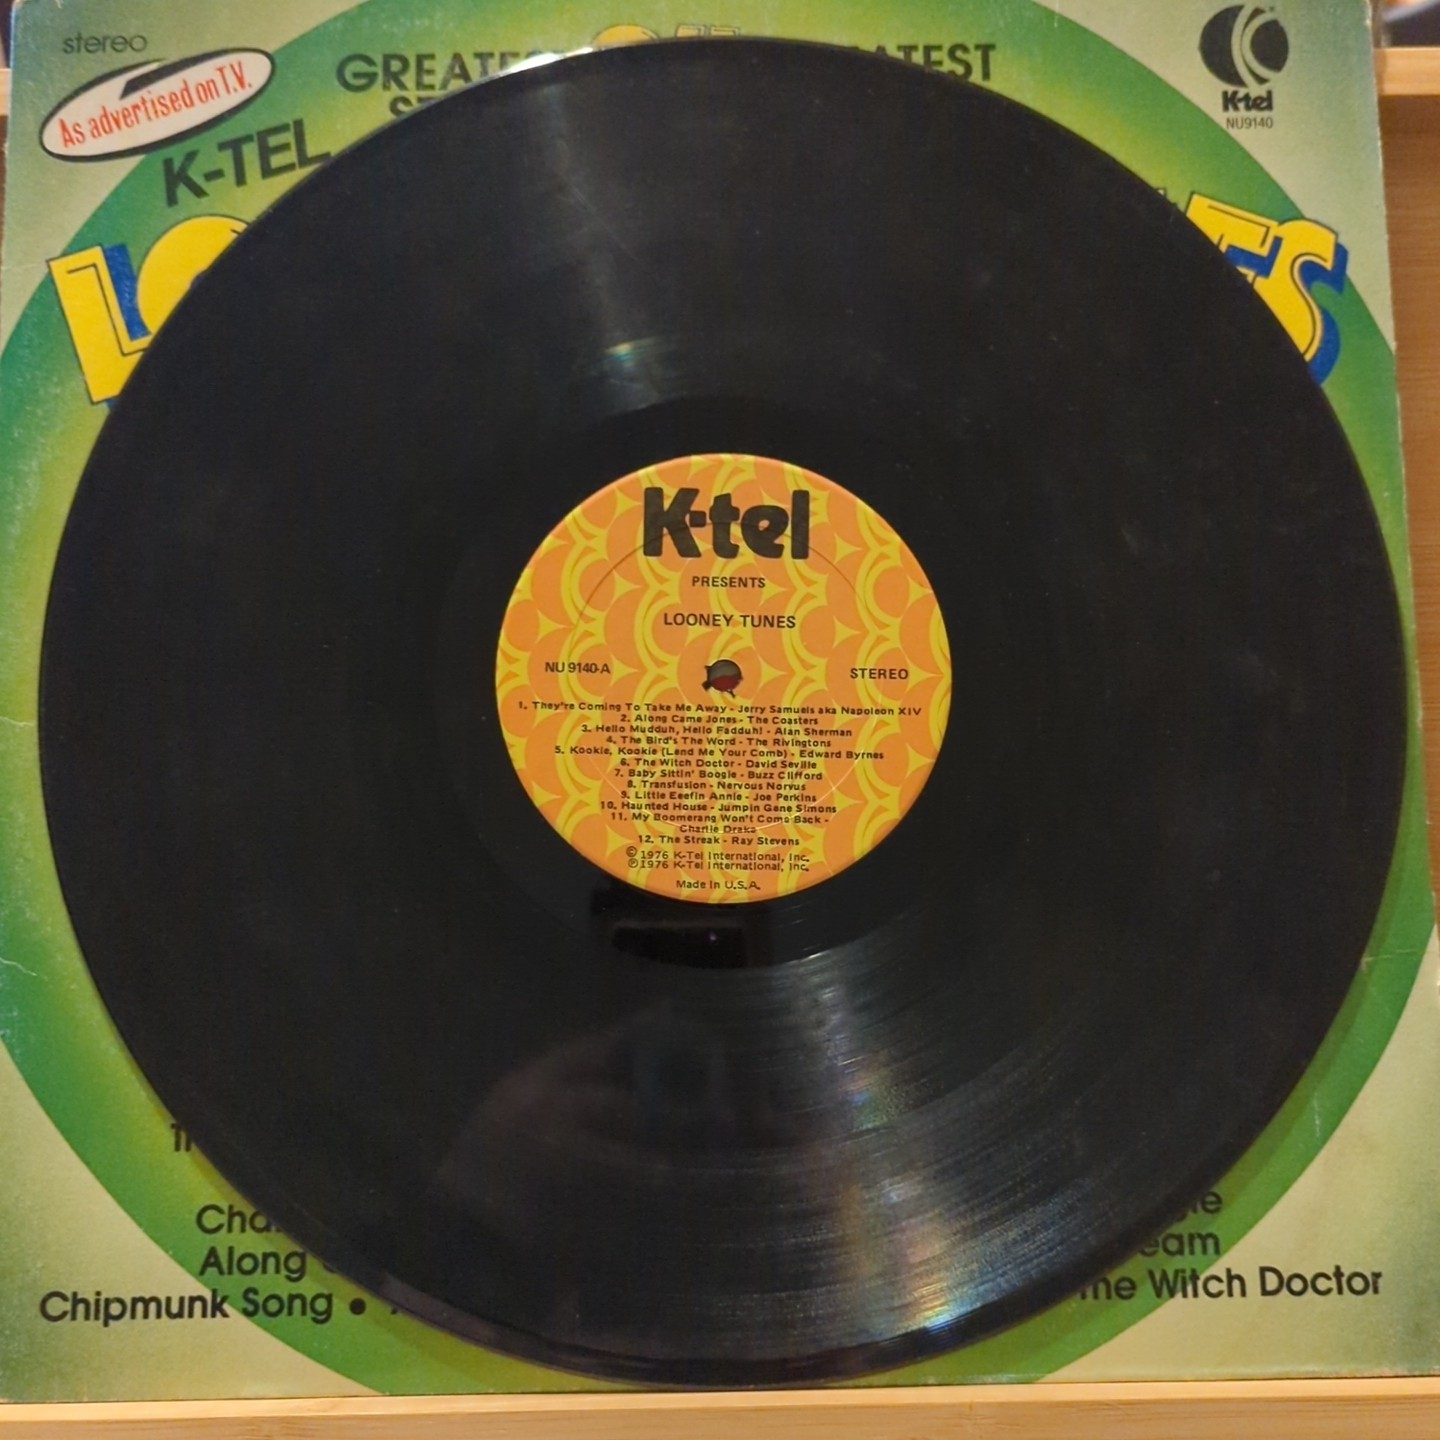 stereo
As advertised on T.V.
K-tel
NU9140
K-TEL
K-tel
PRESENTS
LOONEY TUNES
NU 9140-A
STEREO
1. They're Coming To Take Me Away - Jerry Samuels aka Napoleon XIV
2. Along Came Jones - The Coasters
3. Hello Mudduh, Hello Fadduh! - Alan Sherman
4. The Bird's The Word - The Rivingtons
5. Kookie, Kookie (Lend Me Your Comb) - Edward Byrnes
6. The Witch Doctor - David Seville
7. Baby Sittin' Boogie - Buzz Clifford
8. Transfusion - Nervous Norvus
9. Little Eeefin Annie - Joe Perkins
10. Haunted House - Jumpin Gene Simons
11. My Boomerang Won't Come Back -
Charlie Drake
12. The Streak - Ray Stevens
© 1976 K-Tel International, Inc.
℗ 1976 K-Tel International, Inc.
Made In U.S.A.
Along
Chipmunk Song •
Witch Doctor